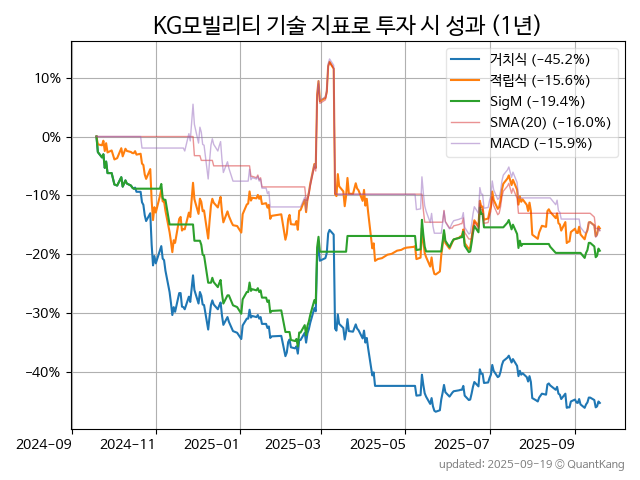 KG모빌리티 기술 지표로 투자 시 성과 (1년)
거치식 (−45.2%)
적립식 (−15.6%)
SigM (−19.4%)
SMA(20) (−16.0%)
MACD (−15.9%)
10%
0%
−10%
−20%
−30%
−40%
2024-09 2024-11 2025-01 2025-03 2025-05 2025-07 2025-09
updated: 2025-09-19 © QuantKang